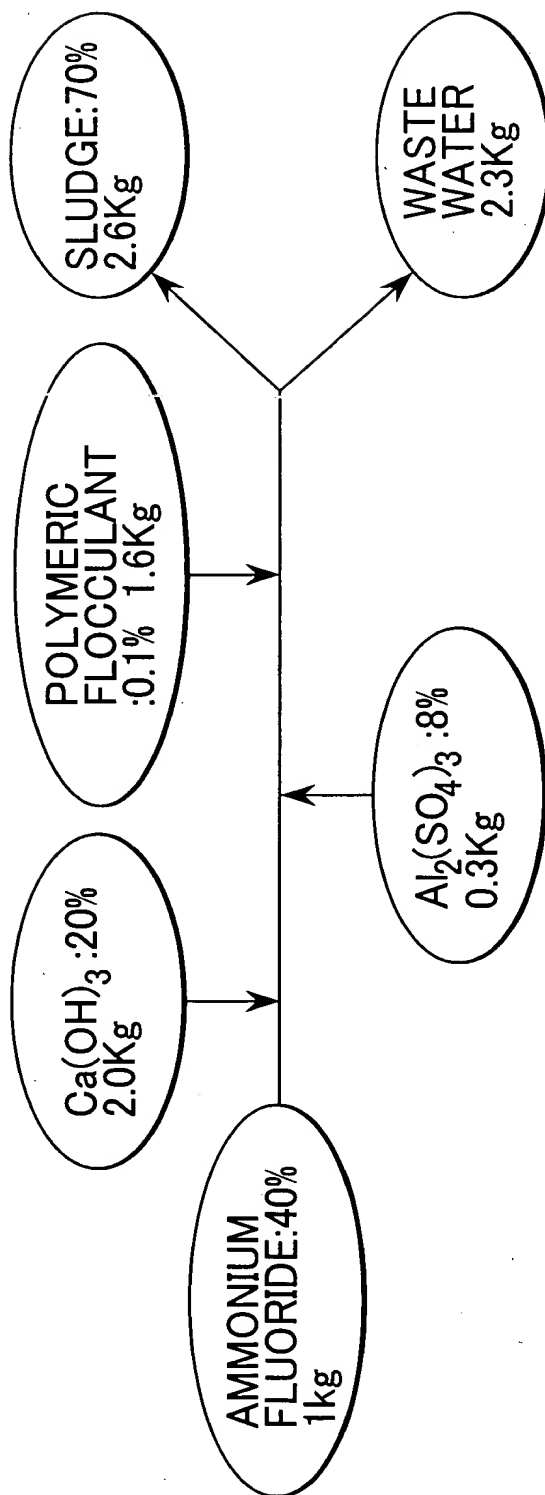 AMMONIUM
FLUORIDE:40%
1kg
Ca(OH)3 :20%
2.0Kg
Al2(SO4)3 :8%
0.3Kg
POLYMERIC
FLOCCULANT
:0.1% 1.6Kg
SLUDGE:70%
2.6Kg
WASTE
WATER
2.3Kg